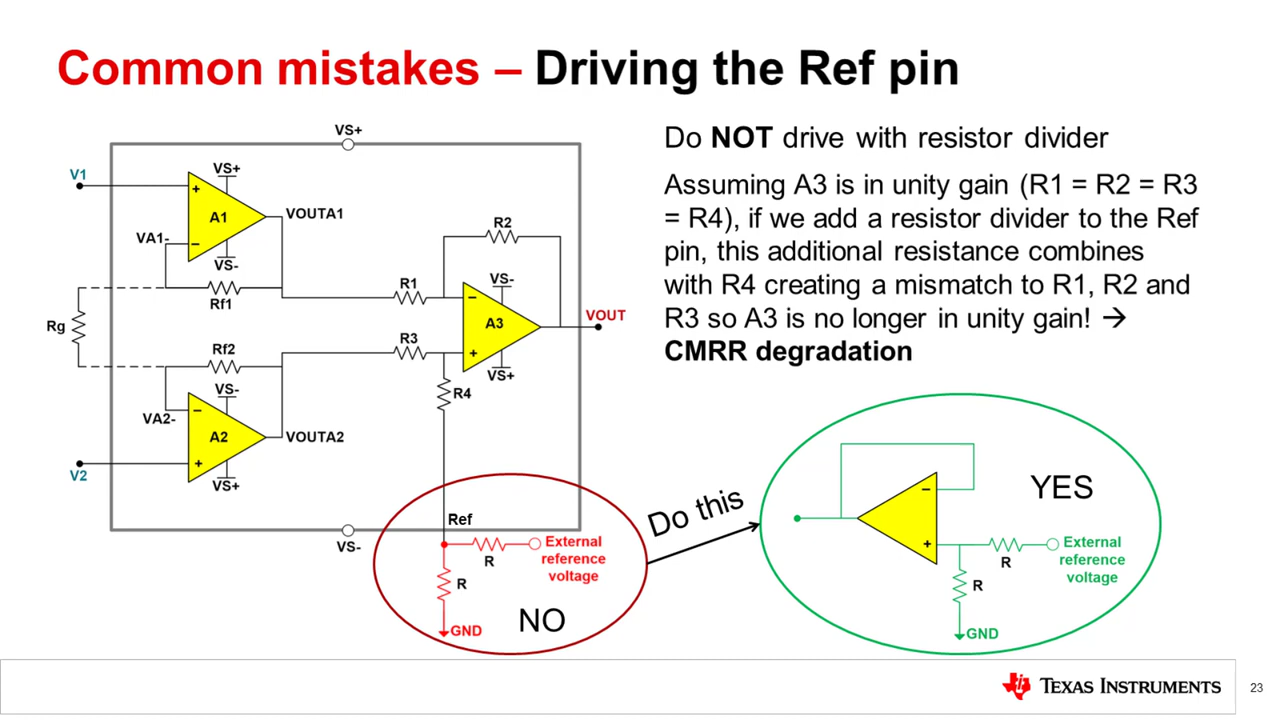 Common mistakes – Driving the Ref pin
VS+
V1
VS+
+
A1
VOUTA1
VA1-
–
VS-
Rf1
Rg
R2
R1
VS-
–
A3
VOUT
+
VS+
R3
R4
Rf2
VS-
VA2-
–
A2
VOUTA2
+
V2
VS+
Ref
VS-
External
reference
voltage
R
R
GND
NO
Do NOT drive with resistor divider
Assuming A3 is in unity gain (R1 = R2 = R3
= R4), if we add a resistor divider to the Ref
pin, this additional resistance combines
with R4 creating a mismatch to R1, R2 and
R3 so A3 is no longer in unity gain! →
CMRR degradation
Do this
YES
–
+
External
reference
voltage
R
R
GND
TEXAS INSTRUMENTS
23